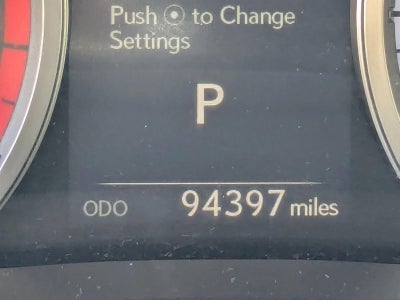 Push ⊙ to Change
Settings
P
ODO 94397 miles